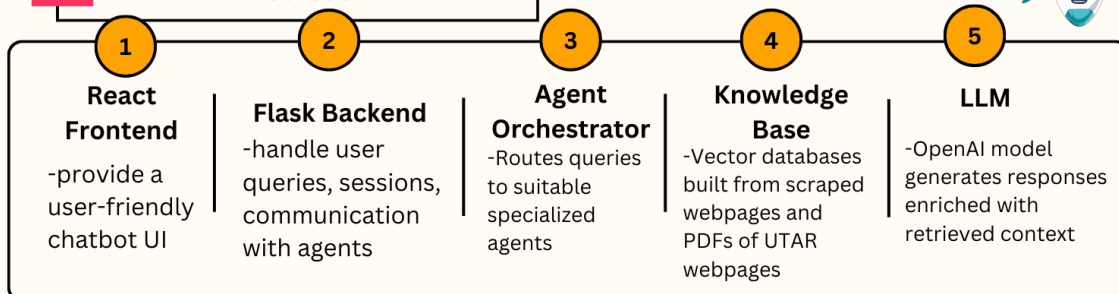 1
React
Frontend
-provide a
user-friendly
chatbot UI
2
Flask Backend
-handle user
queries, sessions,
communication
with agents
3
Agent
Orchestrator
-Routes queries
to suitable
specialized
agents
4
Knowledge
Base
-Vector databases
built from scraped
webpages and
PDFs of UTAR
webpages
5
LLM
-OpenAI model
generates responses
enriched with
retrieved context